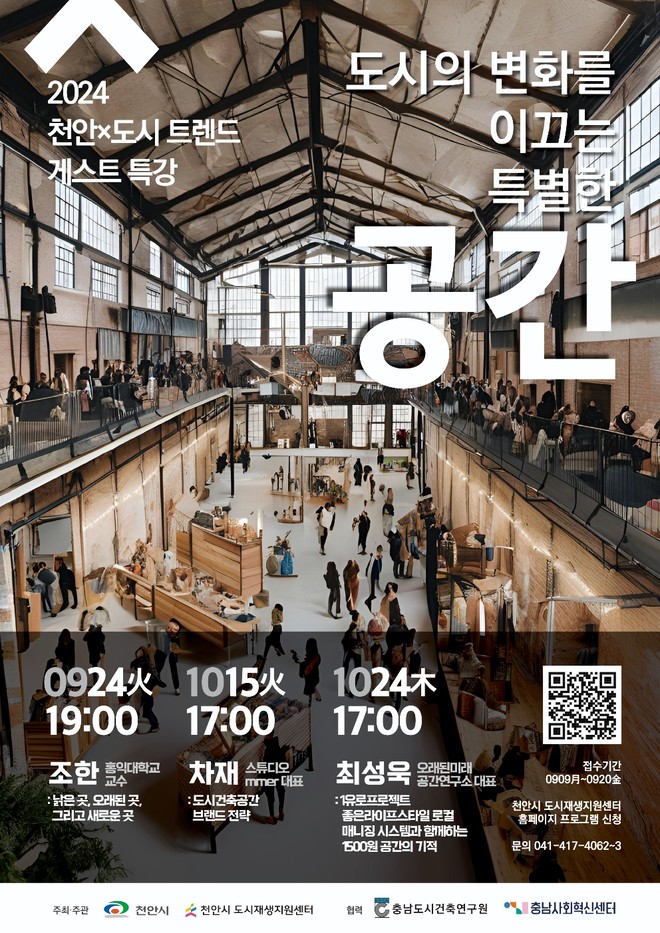 2024
천안×도시 트렌드
게스트 특강
도시의 변화를
이끄는
특별한
공간
0924火
19:00
조한 홍익대학교
교수
: 낡은 곳, 오래된 곳,
그리고 새로운 곳
1015火
17:00
차재 스튜디오
mmer 대표
: 도시건축공간
브랜드 전략
1024木
17:00
최성욱 오래된미래
공간연구소 대표
: 1유로프로젝트
좋은라이프스타일 로컬
매니징 시스템과 함께하는
1500원 공간의 기적
접수기간
0909月~0920金
천안시 도시재생지원센터
홈페이지 프로그램 신청
문의 041-417-4062~3
주최·주관 천안시 천안시 도시재생지원센터 협력 충남도시건축연구원 충남사회혁신센터